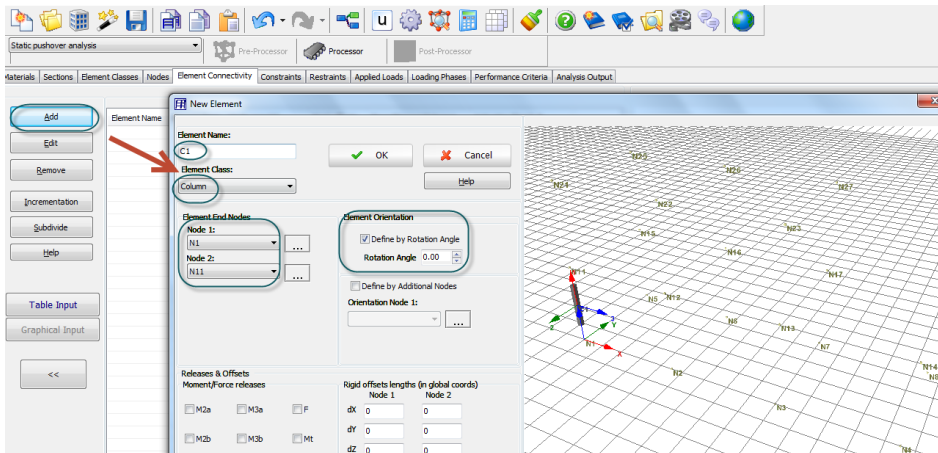 u
Static pushover analysis
Pre-Processor
Processor
Post-Processor
Materials Sections Element Classes Nodes Element Connectivity Constraints Restraints Applied Loads Loading Phases Performance Criteria Analysis Output
Add
Edit
Remove
Incrementation
Subdivide
Help
Table Input
Graphical Input
<<
Element Name
New Element
Element Name:
C1
Element Class:
Column
OK
Cancel
Help
Element End Nodes
Node 1:
N1
...
Node 2:
N11
...
Element Orientation
Define by Rotation Angle
Rotation Angle 0.00
Define by Additional Nodes
Orientation Node 1:
...
Releases & Offsets
Moment/Force releases
M2a M3a F
M2b M3b Mt
Rigid offsets lengths (in global coords)
Node 1 Node 2
dX 0 0
dY 0 0
dZ 0 0
N25
N26
N21
N27
N22
N23
N15
N16
N11
N17
N5 N12
N6
N13
N1
N7
N2
N14
N8
N3
N4
X
Y
z